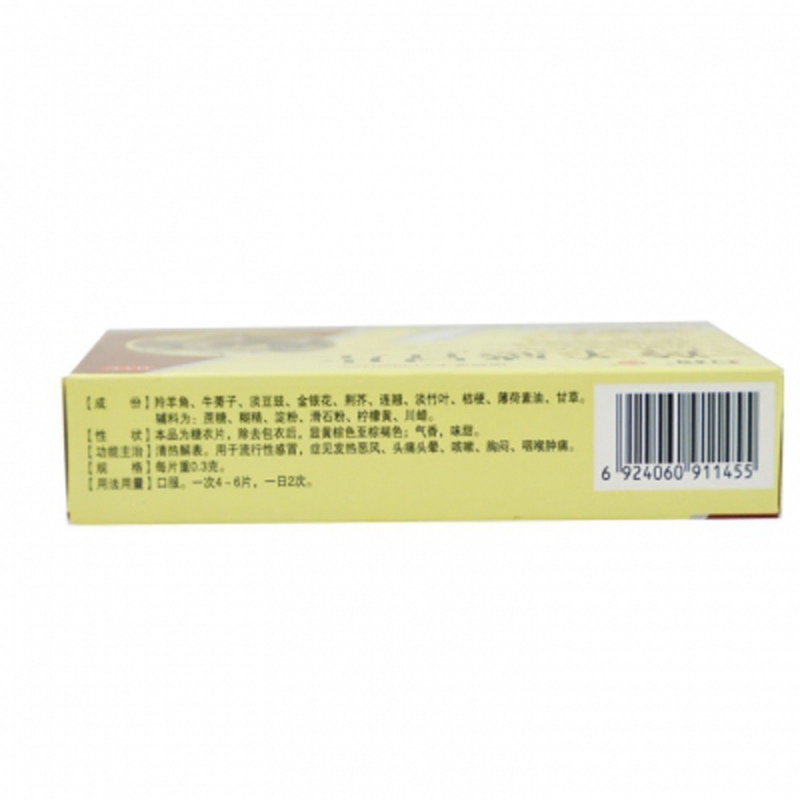 【成 份】羚羊角、牛蒡子、淡豆豉、金银花、荆芥、连翘、淡竹叶、桔梗、薄荷素油、甘草。
辅料为：蔗糖、糊精、淀粉、滑石粉、柠檬黄、川蜡。
【性 状】本品为糖衣片，除去包衣后，显黄棕色至棕褐色；气香，味甜。
【功能主治】清热解表。用于流行性感冒，症见发热恶风、头痛头晕、咳嗽、胸闷、咽喉肿痛。
【规 格】每片重0.3克。
【用法用量】口服。一次4-6片，一日2次。
6 924060 911455